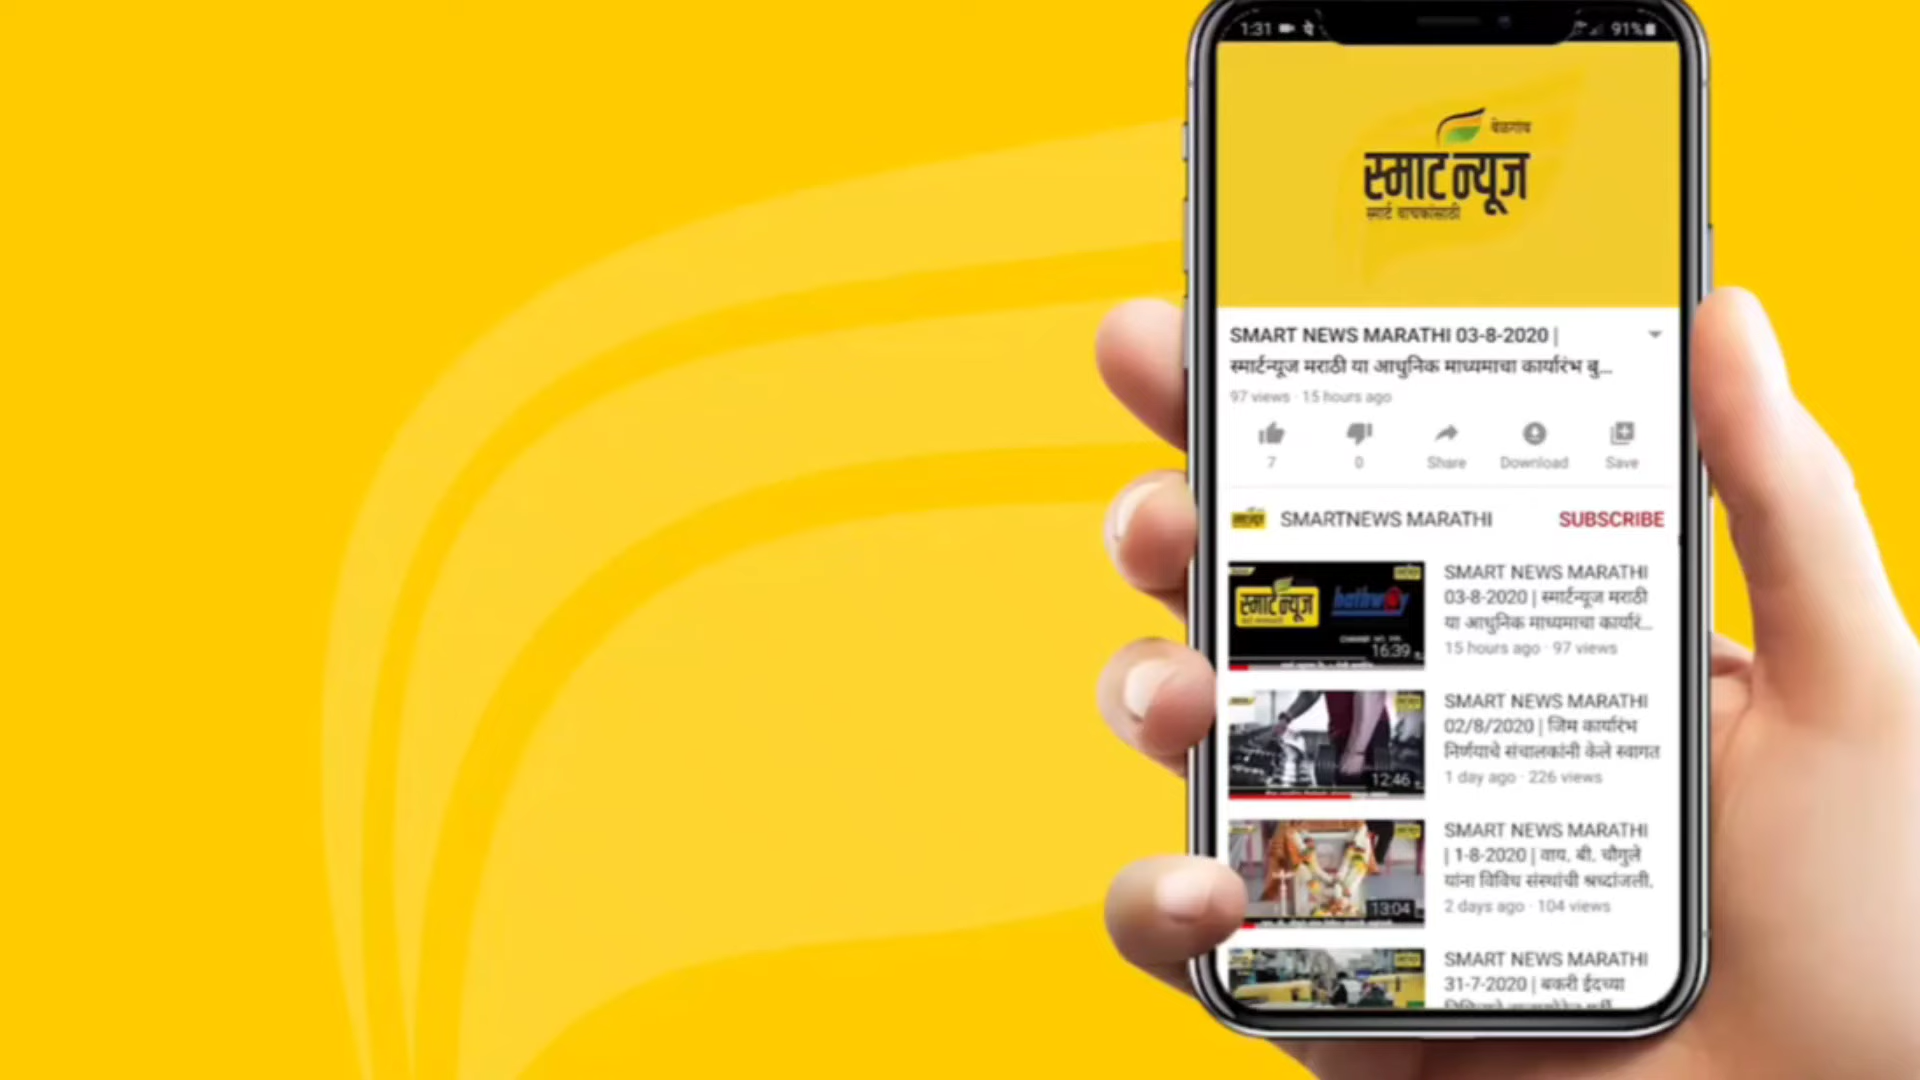 1:31
91%
बेळगांव
स्मार्ट न्यूज
स्मार्ट वाचकांसाठी
SMART NEWS MARATHI 03-8-2020 |
स्मार्टन्यूज मराठी या आधुनिक माध्यमाचा कार्यारंभ बु...
97 views · 15 hours ago
7
0
Share
Download
Save
SMARTNEWS MARATHI
SUBSCRIBE
स्मार्ट न्यूज
hathway
16:39
SMART NEWS MARATHI
03-8-2020 | स्मार्टन्यूज मराठी
या आधुनिक माध्यमाचा कार्यारं...
15 hours ago · 97 views
12:46
SMART NEWS MARATHI
02/8/2020 | जिम कार्यारंभ
निर्णयाचे संचालकांनी केले स्वागत
1 day ago · 226 views
13:04
SMART NEWS MARATHI
| 1-8-2020 | वाय. बी. चौगुले
यांना विविध संस्थांची श्रध्दांजली.
2 days ago · 104 views
SMART NEWS MARATHI
31-7-2020 | बकरी ईदच्या